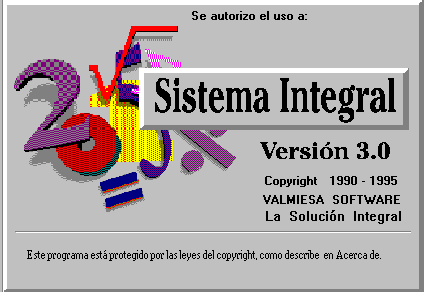 Se autorizo el uso a:
Sistema Integral
Versión 3.0
Copyright 1990 - 1995
VALMIESA SOFTWARE
La Solución Integral
Este programa está protegido por las leyes del copyright, como describe en Acerca de.